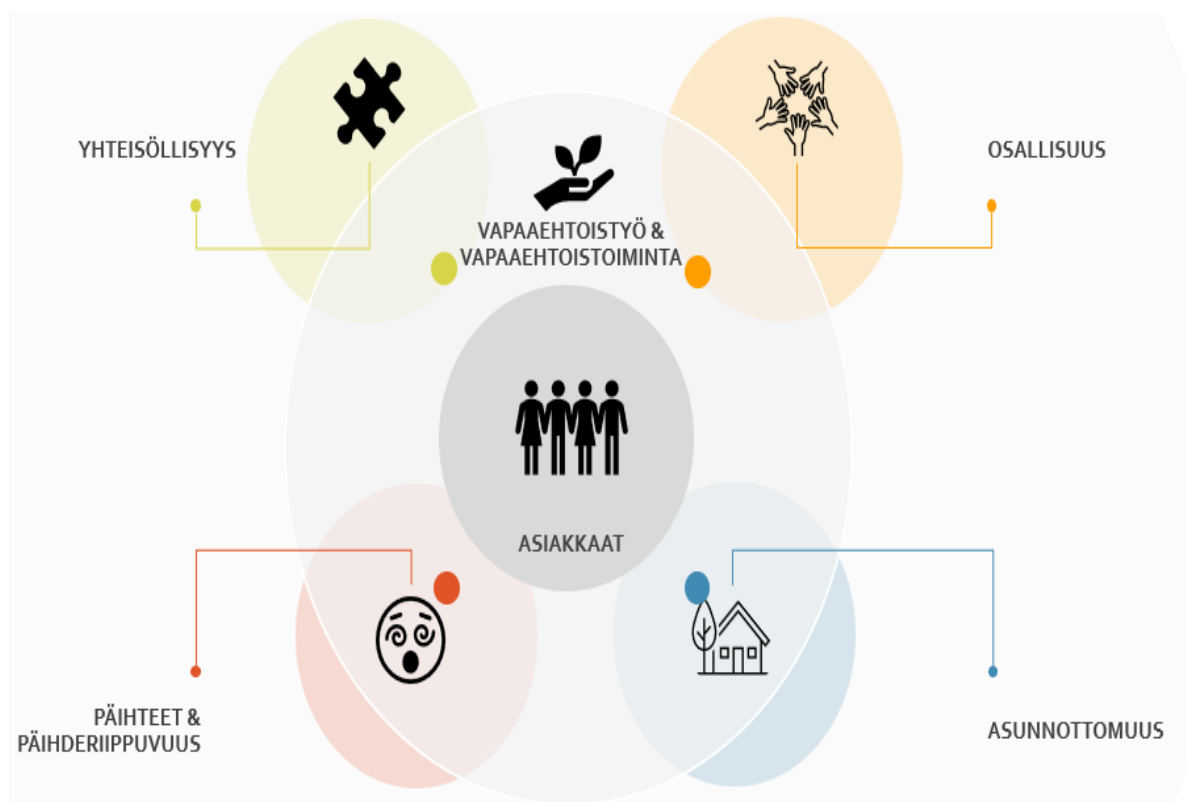 YHTEISÖLLISYYS
OSALLISUUS
VAPAAEHTOISTYÖ &
VAPAAEHTOISTOIMINTA
ASIAKKAAT
PÄIHTEET &
PÄIHDERIIPPUVUUS
ASUNNOTTOMUUS